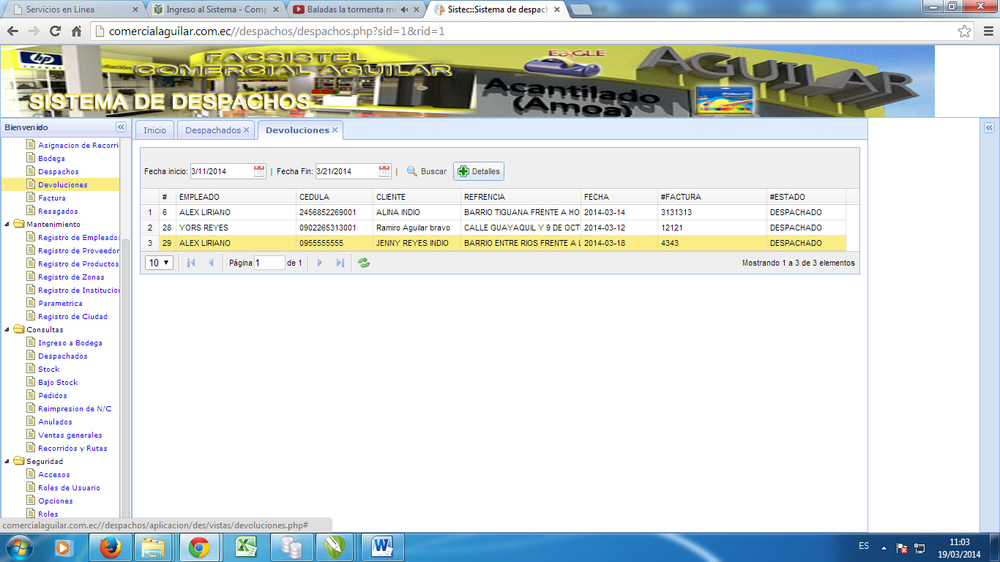 Servicios en Línea
Ingreso al Sistema - Comp
Baladas la tormenta mi
Sistec::Sistema de despach
comercialaguilar.com.ec//despachos/despachos.php?sid=1&rid=1
hp
FACSISTEL
COMERCIAL AGUILAR
SISTEMA DE DESPACHOS
EAGLE
AGUILAR
Acantilado
(Amoa)
Bienvenido
Inicio
Despachados
Devoluciones
Asignacion de Recorri
Bodega
Despachos
Devoluciones
Factura
Resagados
Mantenimiento
Registro de Empleados
Registro de Proveedor
Registro de Productos
Registro de Zonas
Registro de Institucion
Parametrica
Registro de Ciudad
Consultas
Ingreso a Bodega
Despachados
Stock
Bajo Stock
Pedidos
Reimpresion de N/C
Anulados
Ventas generales
Recorridos y Rutas
Seguridad
Accesos
Roles de Usuario
Opciones
Roles
Fecha inicio: 3/11/2014 | Fecha Fin: 3/21/2014 | Buscar Detalles
# EMPLEADO CEDULA CLIENTE REFRENCIA FECHA #FACTURA #ESTADO
1 6 ALEX LIRIANO 2456852269001 ALINA INDIO BARRIO TIGUANA FRENTE A HO 2014-03-14 3131313 DESPACHADO
2 28 YORS REYES 0902265313001 Ramiro Aguilar bravo CALLE GUAYAQUIL Y 9 DE OCT 2014-03-12 12121 DESPACHADO
3 29 ALEX LIRIANO 0955555555 JENNY REYES INDIO BARRIO ENTRE RIOS FRENTE A L 2014-03-18 4343 DESPACHADO
10 Página 1 de 1 Mostrando 1 a 3 de 3 elementos
comercialaguilar.com.ec//despachos/aplicacion/des/vistas/devoluciones.php#
ES
11:03
19/03/2014